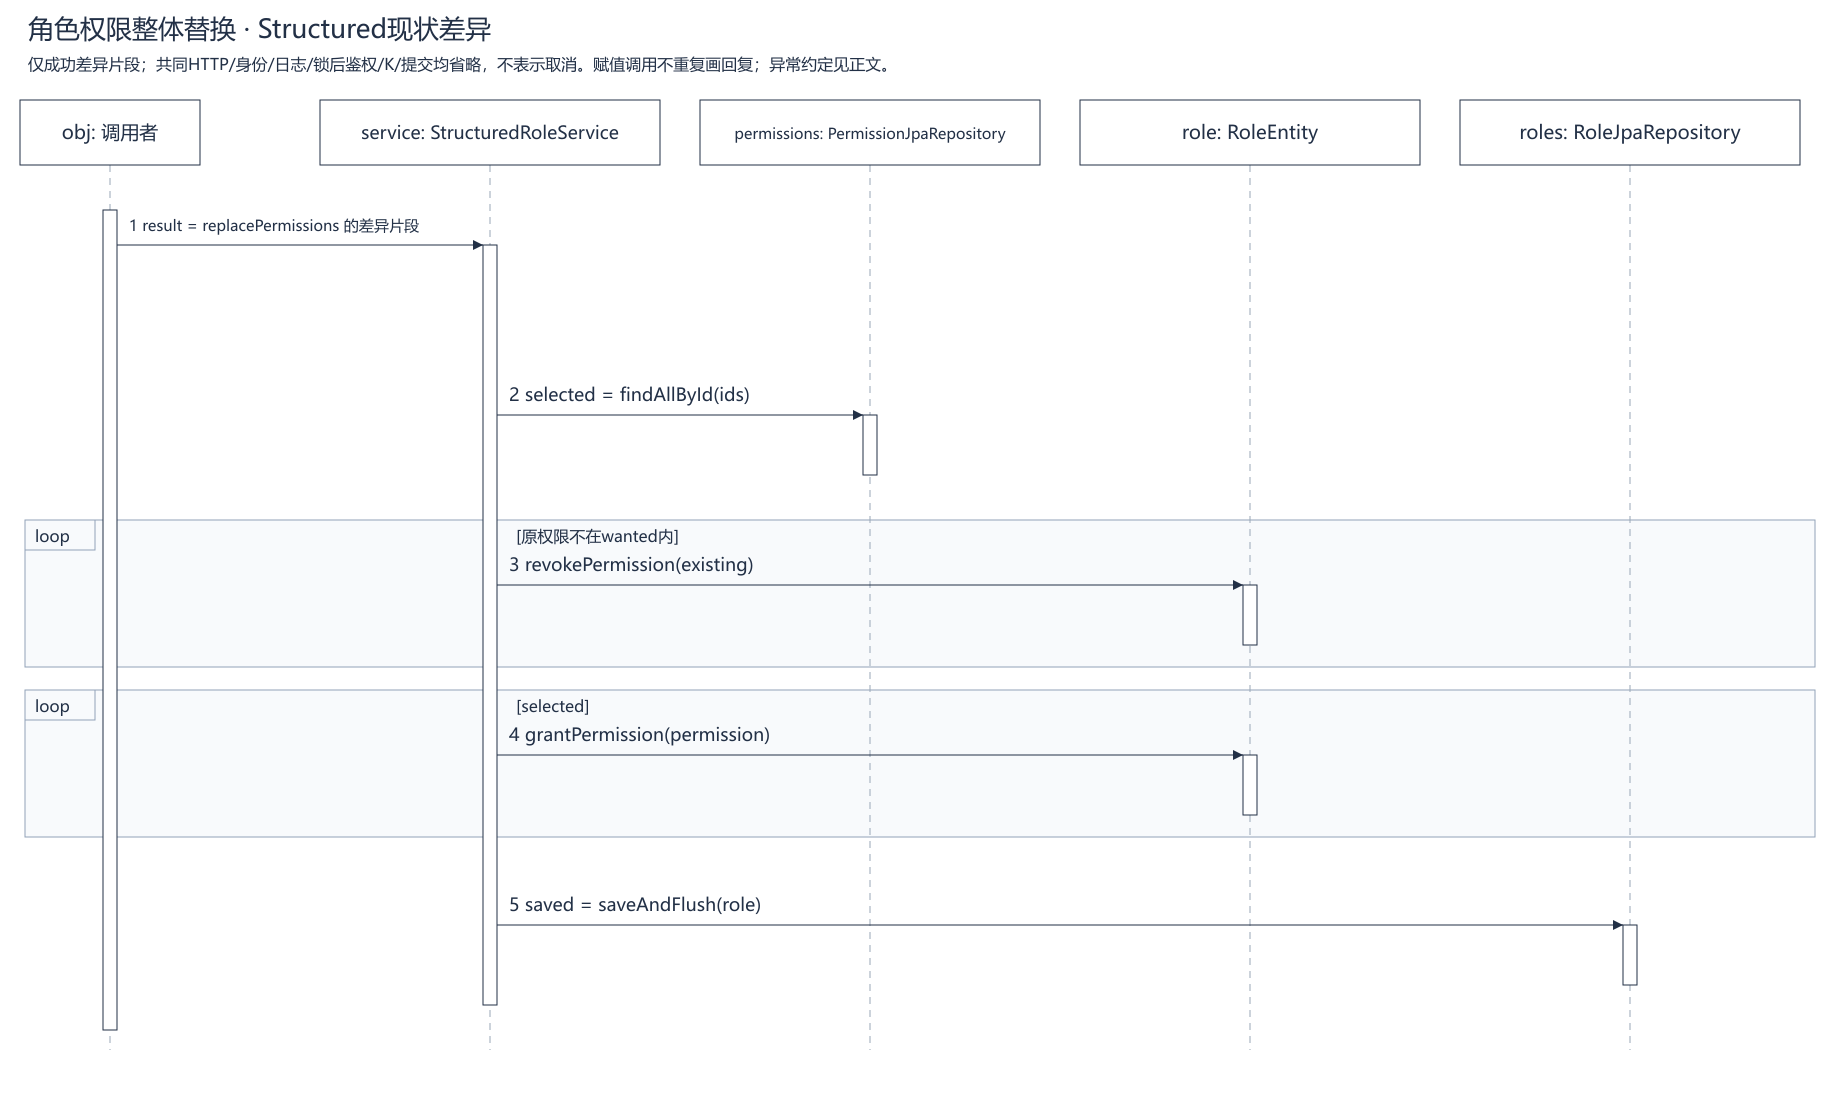 角色权限整体替换 · Structured现状差异
仅成功差异片段；共同HTTP/身份/日志/锁后鉴权/K/提交均省略，不表示取消。赋值调用不重复画回复；异常约定见正文。
obj: 调用者
service: StructuredRoleService
permissions: PermissionJpaRepository
role: RoleEntity
roles: RoleJpaRepository
1 result = replacePermissions 的差异片段
2 selected = findAllById(ids)
loop
[原权限不在wanted内]
3 revokePermission(existing)
loop
[selected]
4 grantPermission(permission)
5 saved = saveAndFlush(role)